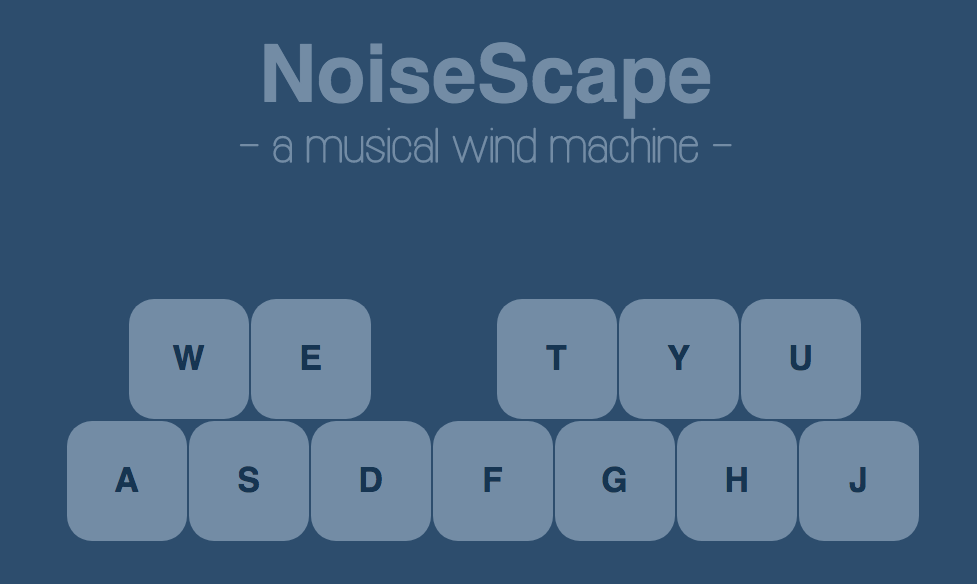 NoiseScape
– a musical wind machine –
W E T Y U
A S D F G H J